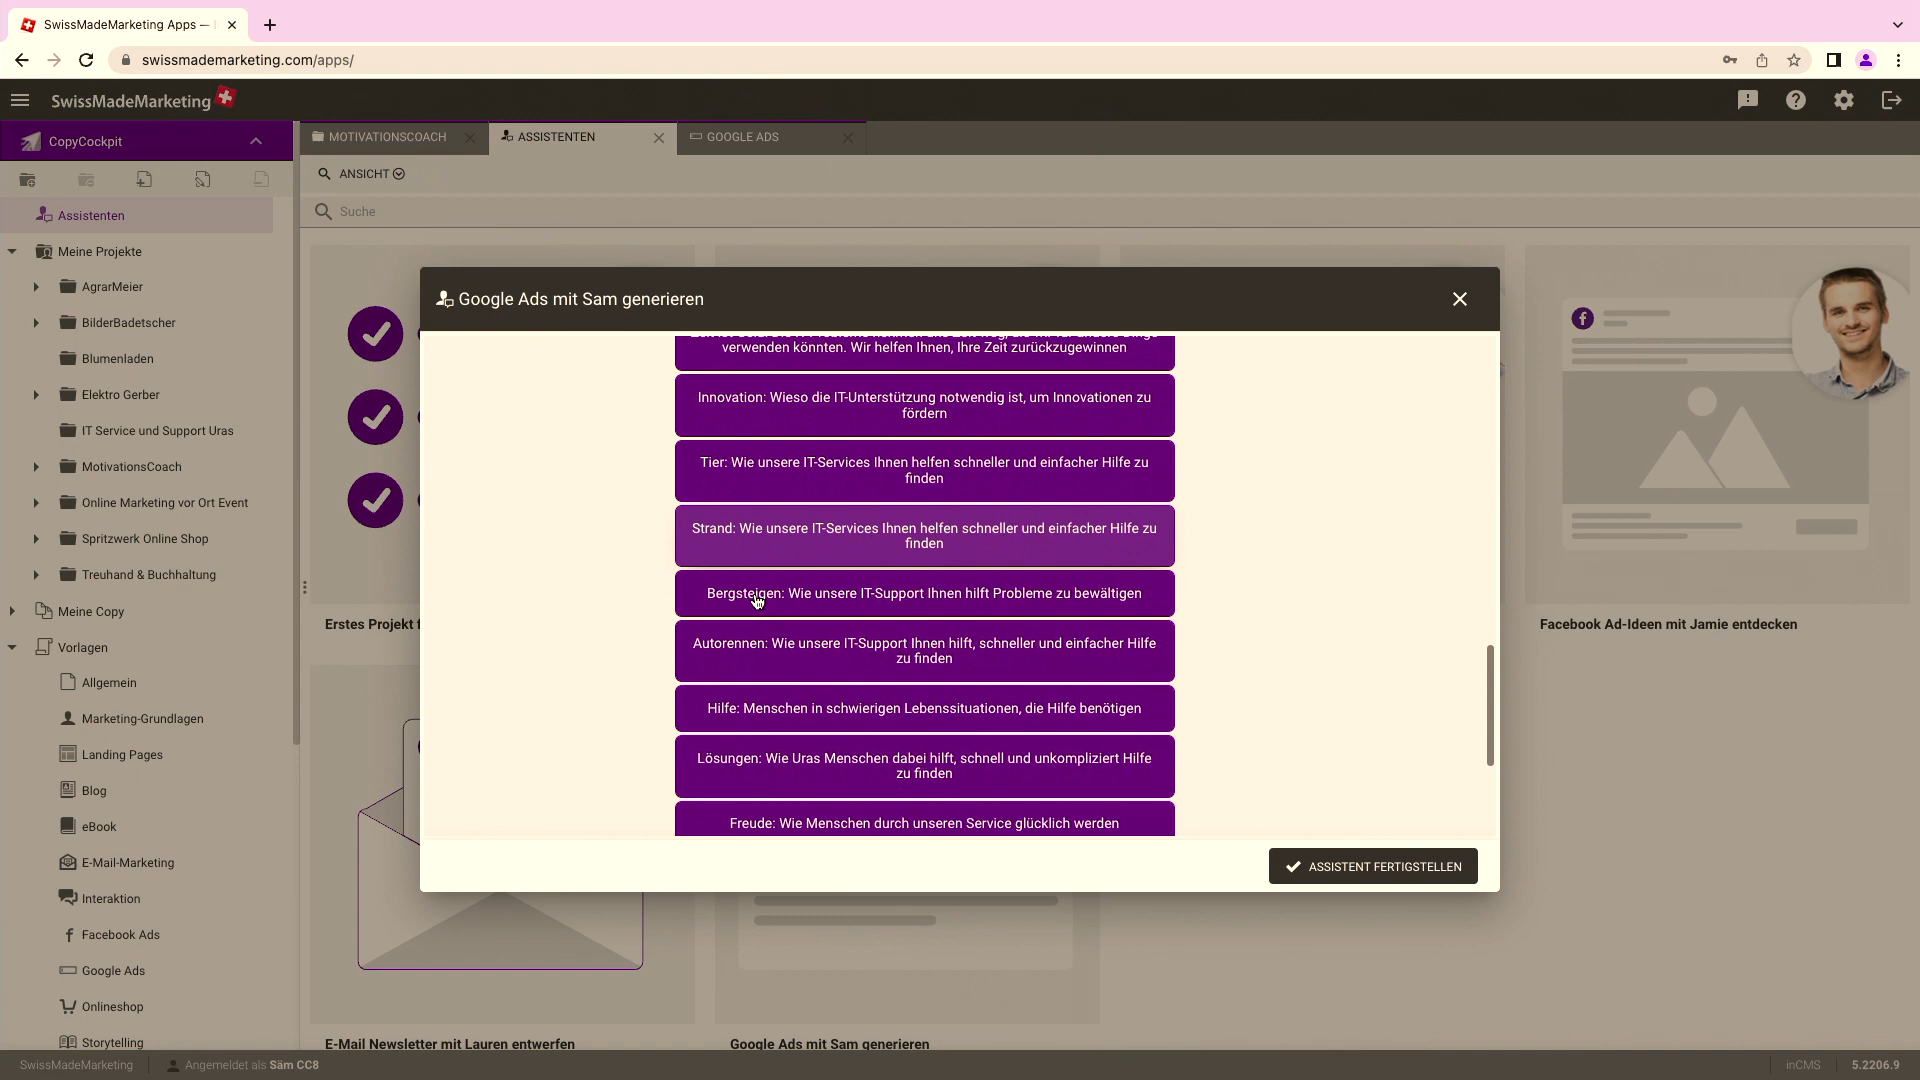 SwissMadeMarketing Apps —
swissmademarketing.com/apps/
SwissMadeMarketing
CopyCockpit
MOTIVATIONSCOACH
ASSISTENTEN
GOOGLE ADS
ANSICHT
Suche
Assistenten
Meine Projekte
AgrarMeier
BilderBadetscher
Blumenladen
Elektro Gerber
IT Service und Support Uras
MotivationsCoach
Online Marketing vor Ort Event
Spritzwerk Online Shop
Treuhand & Buchhaltung
Meine Copy
Vorlagen
Allgemein
Marketing-Grundlagen
Landing Pages
Blog
eBook
E-Mail-Marketing
Interaktion
Facebook Ads
Google Ads
Onlineshop
Storytelling
Google Ads mit Sam generieren
verwenden könnten. Wir helfen Ihnen, Ihre Zeit zurückzugewinnen
Innovation: Wieso die IT-Unterstützung notwendig ist, um Innovationen zu
fördern
Tier: Wie unsere IT-Services Ihnen helfen schneller und einfacher Hilfe zu
finden
Strand: Wie unsere IT-Services Ihnen helfen schneller und einfacher Hilfe zu
finden
Bergsteigen: Wie unsere IT-Support Ihnen hilft Probleme zu bewältigen
Autorennen: Wie unsere IT-Support Ihnen hilft, schneller und einfacher Hilfe
zu finden
Hilfe: Menschen in schwierigen Lebenssituationen, die Hilfe benötigen
Lösungen: Wie Uras Menschen dabei hilft, schnell und unkompliziert Hilfe
zu finden
Freude: Wie Menschen durch unseren Service glücklich werden
ASSISTENT FERTIGSTELLEN
Erstes Projekt
Facebook Ad-Ideen mit Jamie entdecken
E-Mail Newsletter mit Lauren entwerfen
Google Ads mit Sam generieren
SwissMadeMarketing
Angemeldet als Säm CC8
inCMS
5.2206.9